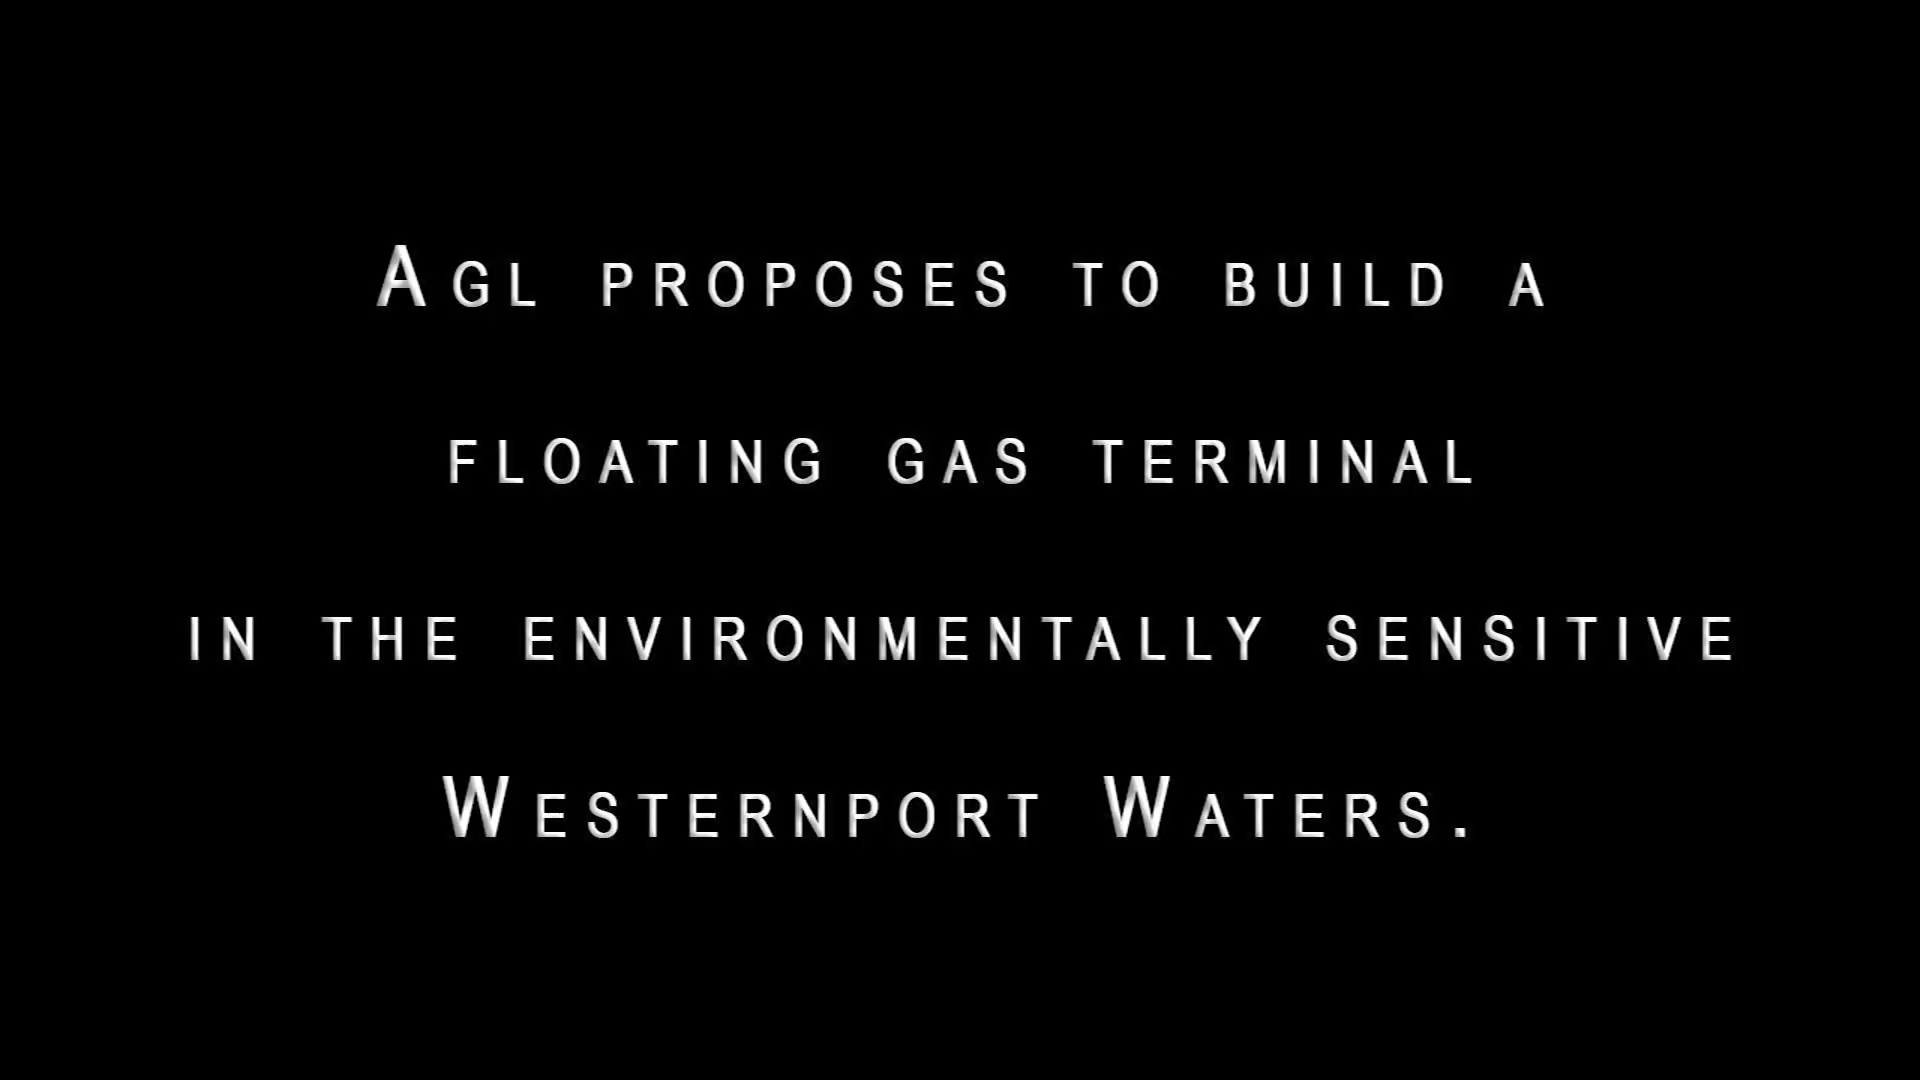 Agl proposes to build a
floating gas terminal
in the environmentally sensitive
Westernport Waters.